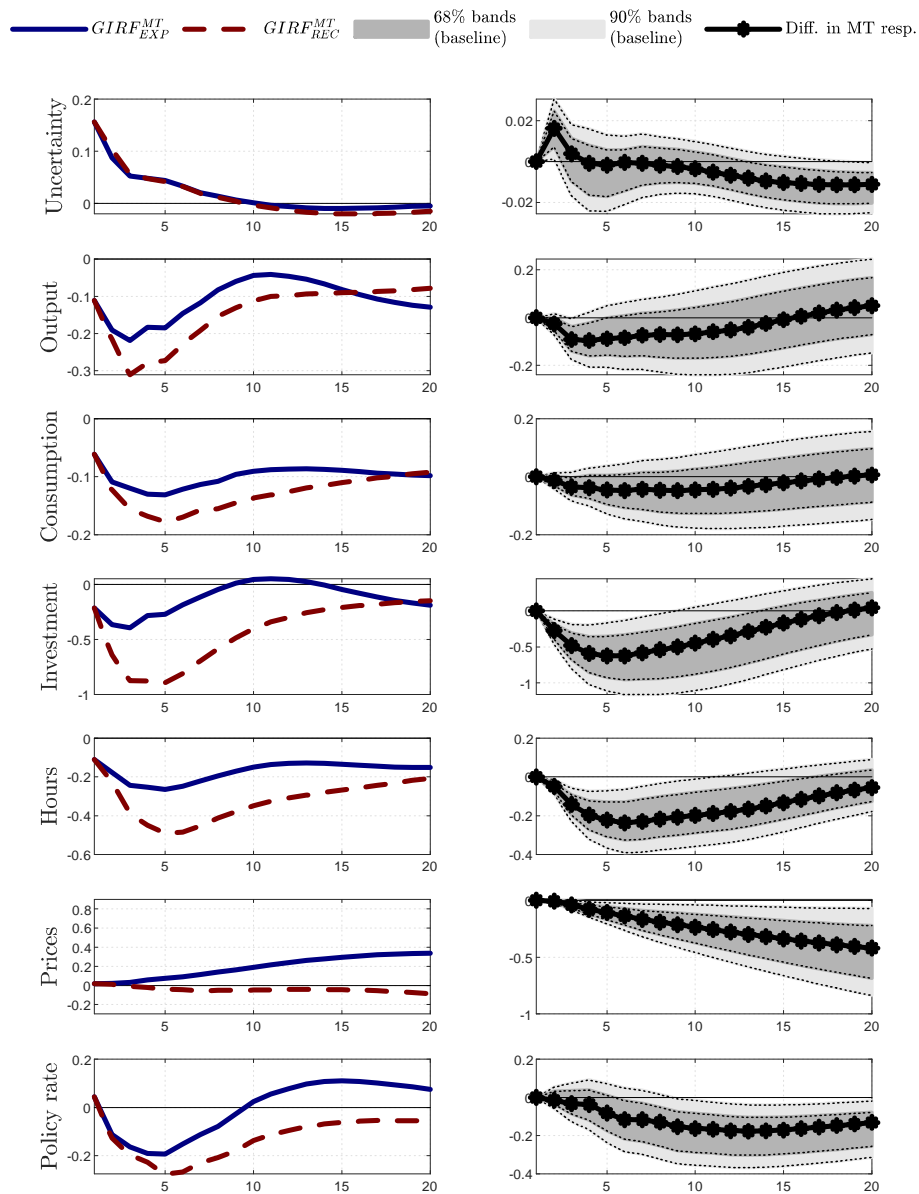 GIRF^{MT}_{EXP} GIRF^{MT}_{REC} 68% bands (baseline) 90% bands (baseline) Diff. in MT resp.
Uncertainty
0.2
0.1
0
5 10 15 20
0.02
0
-0.02
5 10 15 20
Output
0
-0.1
-0.2
-0.3
5 10 15 20
0.2
0
-0.2
5 10 15 20
Consumption
0
-0.1
-0.2
5 10 15 20
0.2
0
-0.2
5 10 15 20
Investment
0
-0.5
-1
5 10 15 20
0
-0.5
-1
5 10 15 20
Hours
0
-0.2
-0.4
-0.6
5 10 15 20
0.2
0
-0.2
-0.4
5 10 15 20
Prices
0.8
0.6
0.4
0.2
0
-0.2
5 10 15 20
0
-0.5
-1
5 10 15 20
Policy rate
0.2
0
-0.2
5 10 15 20
0.2
0
-0.2
-0.4
5 10 15 20